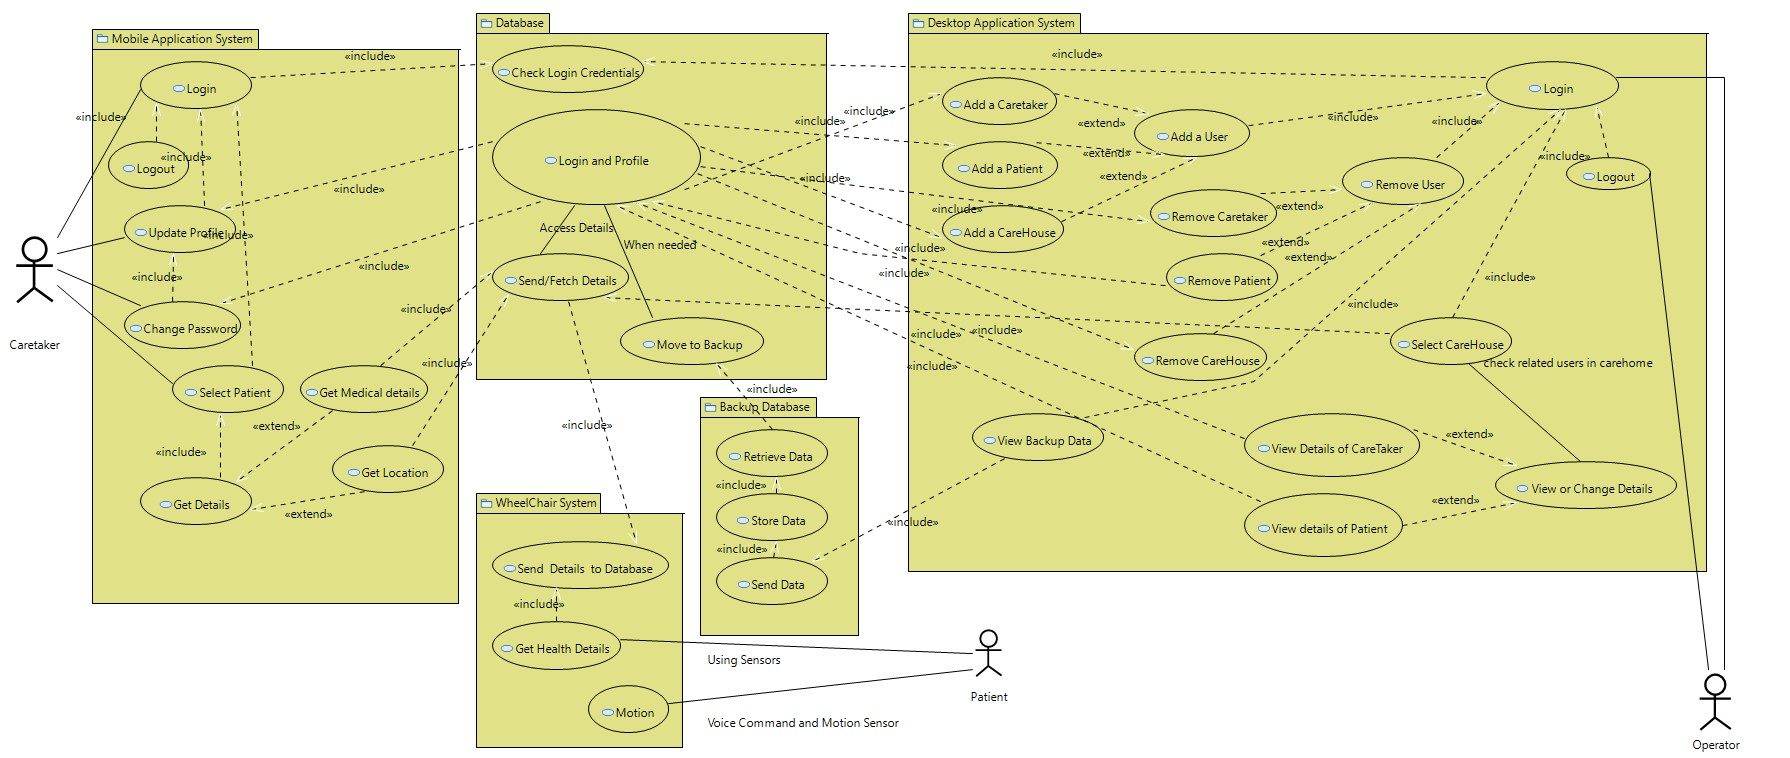 Mobile Application System
«include»
Login
«include»
Logout
«include»
Update Profile
«include»
«include»
«include»
Change Password
«include»
Select Patient
Get Medical details
«extend»
«include»
Get Location
Get Details
«extend»
«include»
«include»
Caretaker
Database
Check Login Credentials
Login and Profile
Access Details
When needed
Send/Fetch Details
Move to Backup
«include»
«include»
Backup Database
Retrieve Data
«include»
Store Data
«include»
Send Data
WheelChair System
Send Details to Database
«include»
Get Health Details
Motion
Using Sensors
Voice Command and Motion Sensor
Patient
Desktop Application System
«include»
Login
Add a Caretaker
«include»
«include»
«extend»
Add a User
«include»
«include»
«extend»
Add a Patient
«include»
Logout
«include»
«extend»
Remove User
«include»
Remove Caretaker
«extend»
Add a CareHouse
«include»
«extend»
«extend»
«include»
Remove Patient
«include»
«include»
«include»
«include»
Select CareHouse
Remove CareHouse
check related users in carehome
«include»
View Backup Data
View Details of CareTaker
«extend»
View or Change Details
«extend»
View details of Patient
«include»
Operator